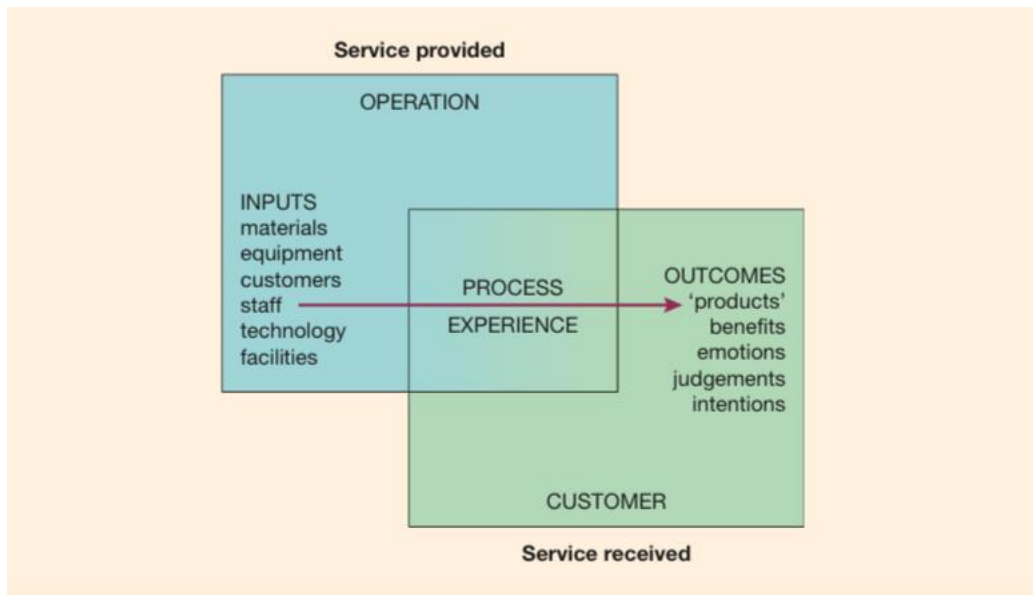 Service provided
OPERATION
INPUTS
materials
equipment
customers
staff
technology
facilities
PROCESS
EXPERIENCE
OUTCOMES
‘products’
benefits
emotions
judgements
intentions
CUSTOMER
Service received